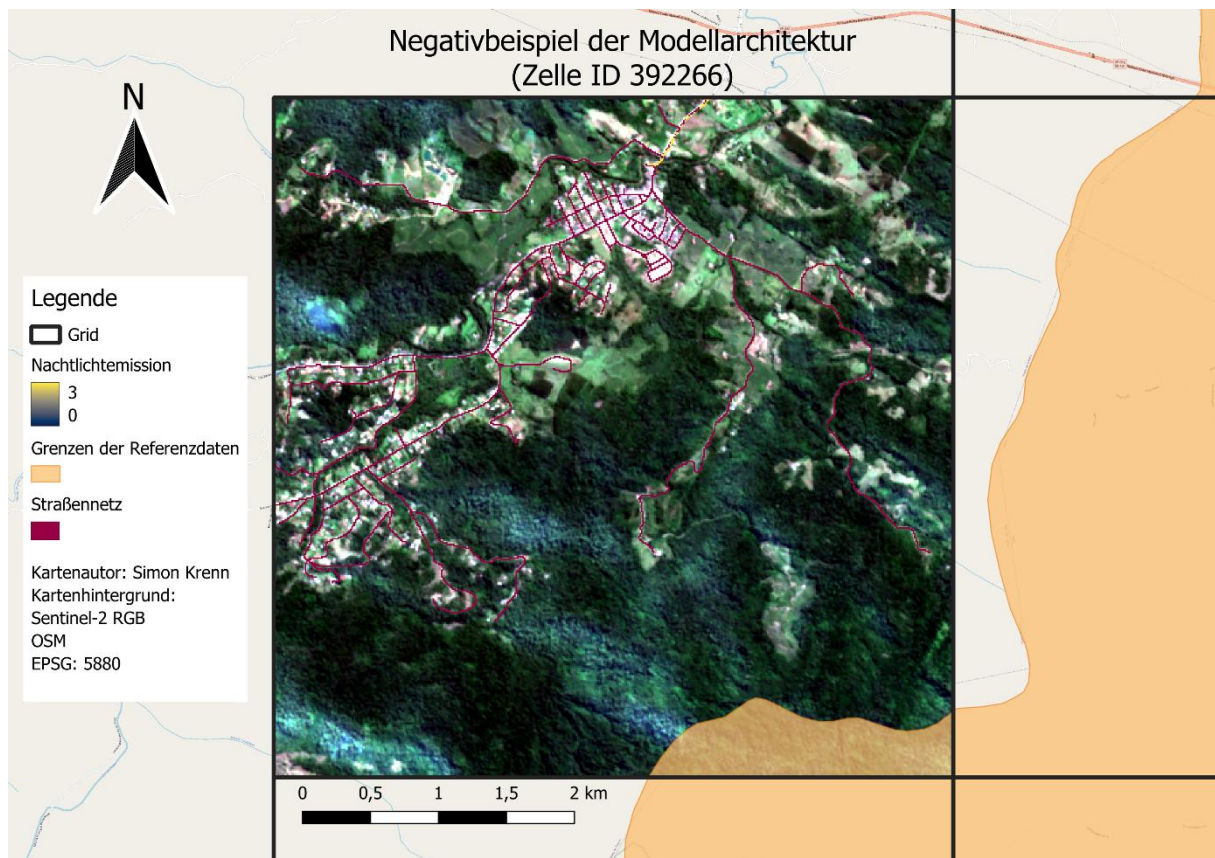 Negativbeispiel der Modellarchitektur
(Zelle ID 392266)
N
Legende
Grid
Nachtlichtemission
3
0
Grenzen der Referenzdaten
Straßennetz
Kartenautor: Simon Krenn
Kartenhintergrund:
Sentinel-2 RGB
OSM
EPSG: 5880
0 0,5 1 1,5 2 km